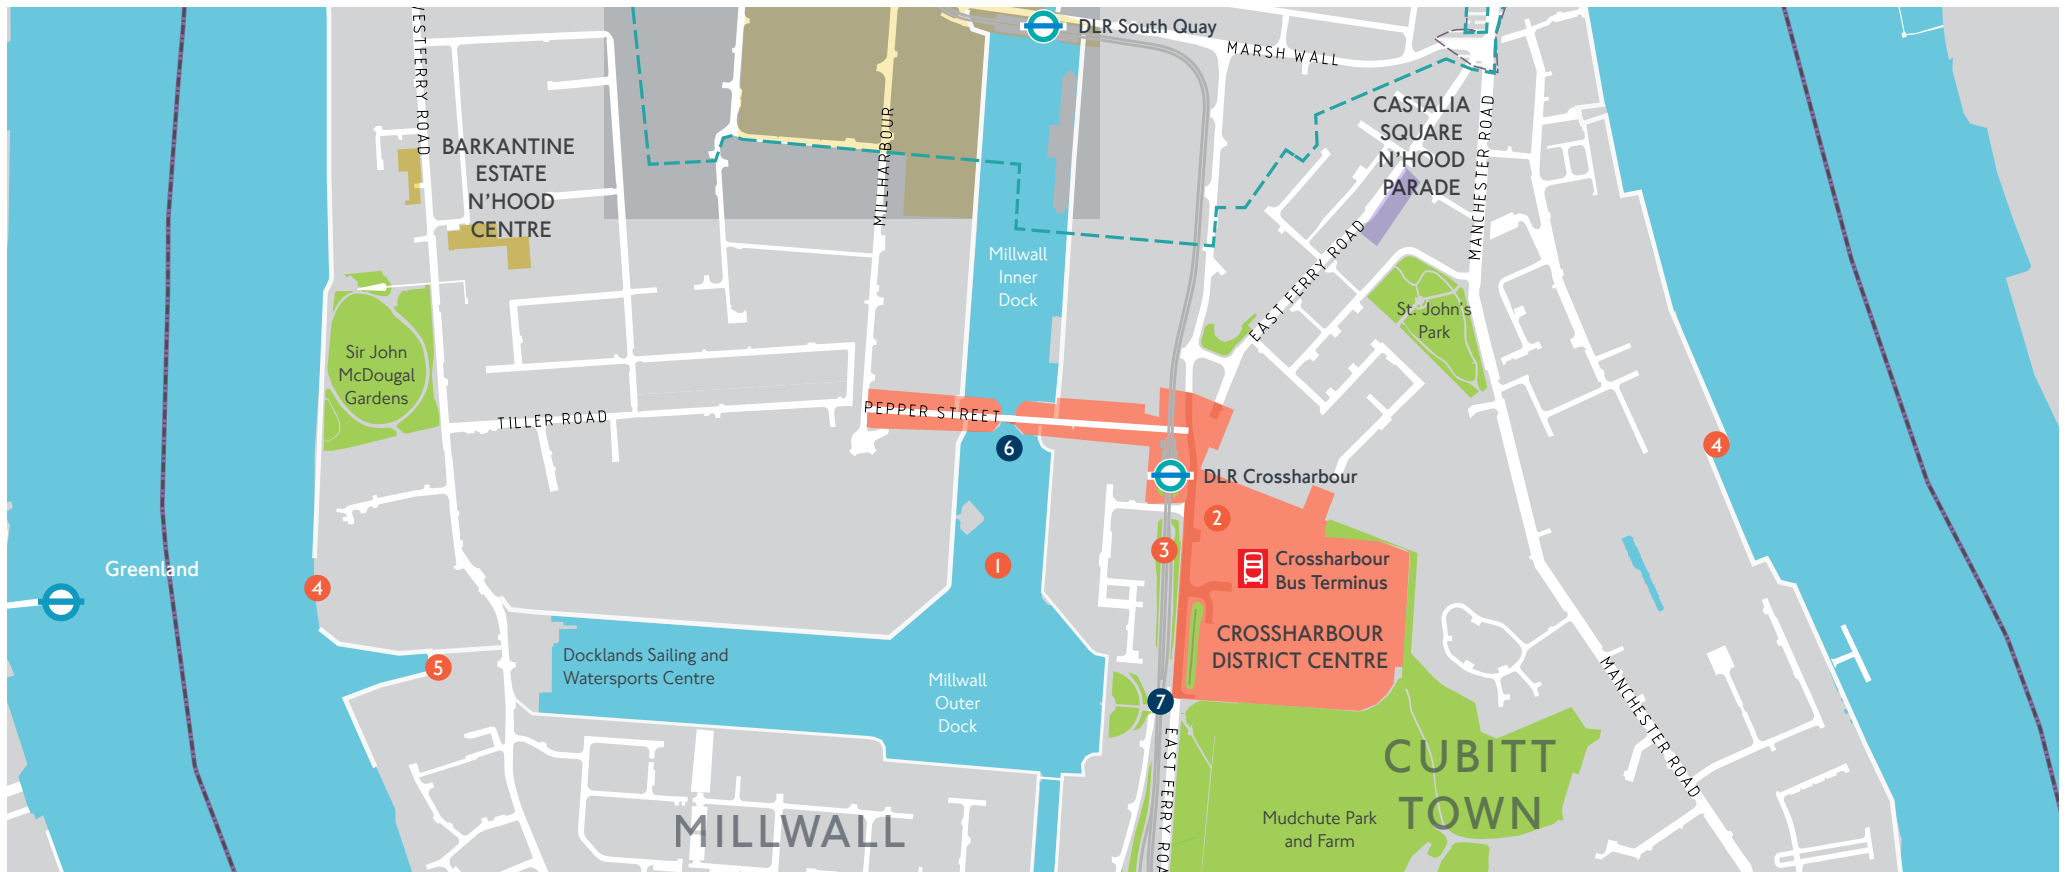 DLR South Quay
MARSH WALL
WESTFERRY ROAD
BARKANTINE
ESTATE
N'HOOD
CENTRE
MILLHARBOUR
CASTALIA
SQUARE
N'HOOD
PARADE
MANCHESTER ROAD
EAST FERRY ROAD
Millwall
Inner
Dock
St. John's
Park
Sir John
McDougal
Gardens
TILLER ROAD
PEPPER STREET
6
4
DLR Crossharbour
2
3
1
Crossharbour
Bus Terminus
Greenland
4
CROSSHARBOUR
DISTRICT CENTRE
5
Docklands Sailing and
Watersports Centre
Millwall
Outer
Dock
7
MANCHESTER ROAD
EAST FERRY ROA
CUBITT
TOWN
MILLWALL
Mudchute Park
and Farm